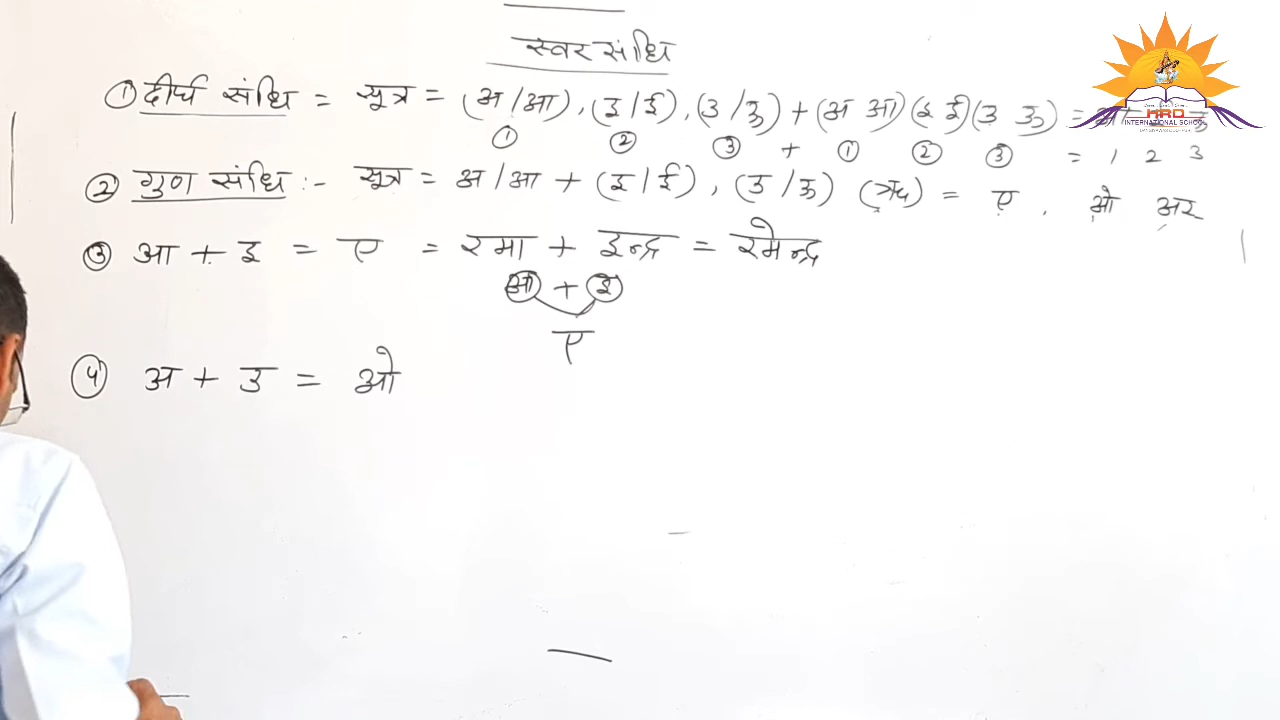 स्वर संधि
① दीर्घ संधि = सूत्र = (अ/आ), (इ/ई), (उ/ऊ) + (अ आ) (इ ई) (उ ऊ) =
① ② ③ + ① ② ③ = 1 2 3
② गुण संधि :- सूत्र = अ/आ + (इ/ई), (उ/ऊ) = ए, ओ अर
③ आ + इ = ए = रमा + इन्द्र = रमेन्द्र
आ + इ
ए
④ अ + उ = ओ
HRD
INTERNATIONAL SCHOOL